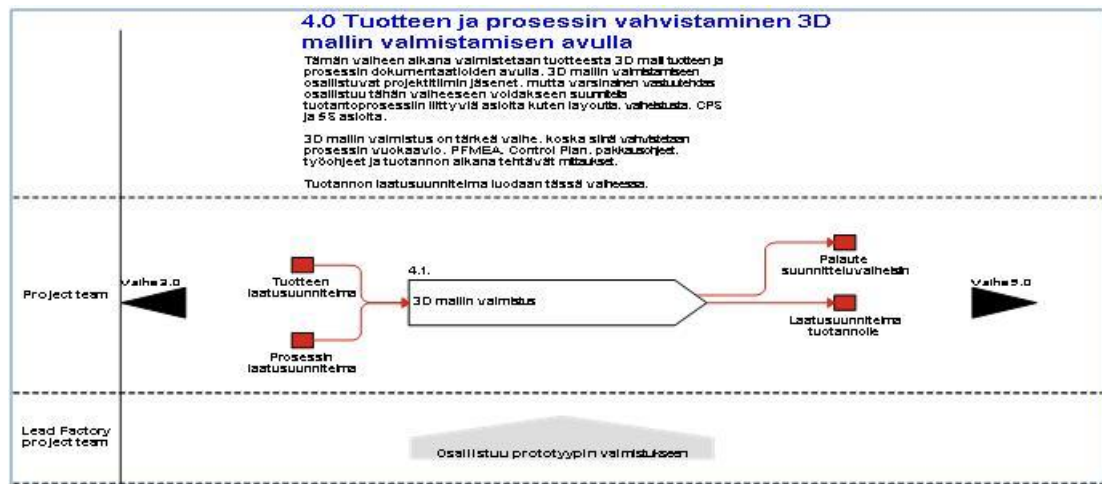 4.0 Tuotteen ja prosessin vahvistaminen 3D
mallin valmistamisen avulla
Tämän vaiheen aikana valmistetaan tuotteesta 3D malli tuotteen ja
prosessin dokumentaatioiden avulla. 3D mallin valmistamiseen
osallistuvat projektitiimin jäsenet, mutta varsinainen vastuutehdas
osallistuu tähän vaiheeseen voidakseen suunnitella
tuotantoprosessiin liittyviä asioita kuten layoutta, vaiheistusta, CPS
ja 5S asioita.
3D mallin valmistus on tärkeä vaihe, koska siinä vahvistetaan
prosessin vuokaavio, PFMEA, Control Plan, pakkausohjeet,
työohjeet ja tuotannon aikana tehtävät mittaukset.
Tuotannon laatusuunnitelma luodaan tässä vaiheessa.
Project team
Vaihe 3.0
Tuotteen
laatusuunnitelma
Prosessin
laatusuunnitelma
4.1.
3D mallin valmistus
Palaute
suunnitteluvaiheisiin
Laatusuunnitelma
tuotannolle
Vaihe 5.0
Lead Factory
project team
Osallistuu prototyypin valmistukseen